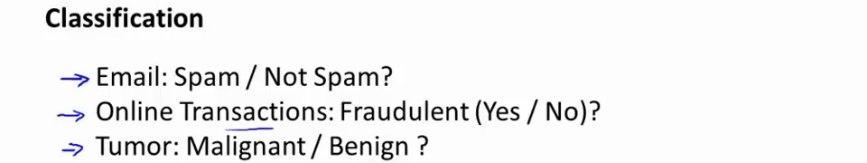 Classification
→ Email: Spam / Not Spam?
→ Online Transactions: Fraudulent (Yes / No)?
→ Tumor: Malignant / Benign ?